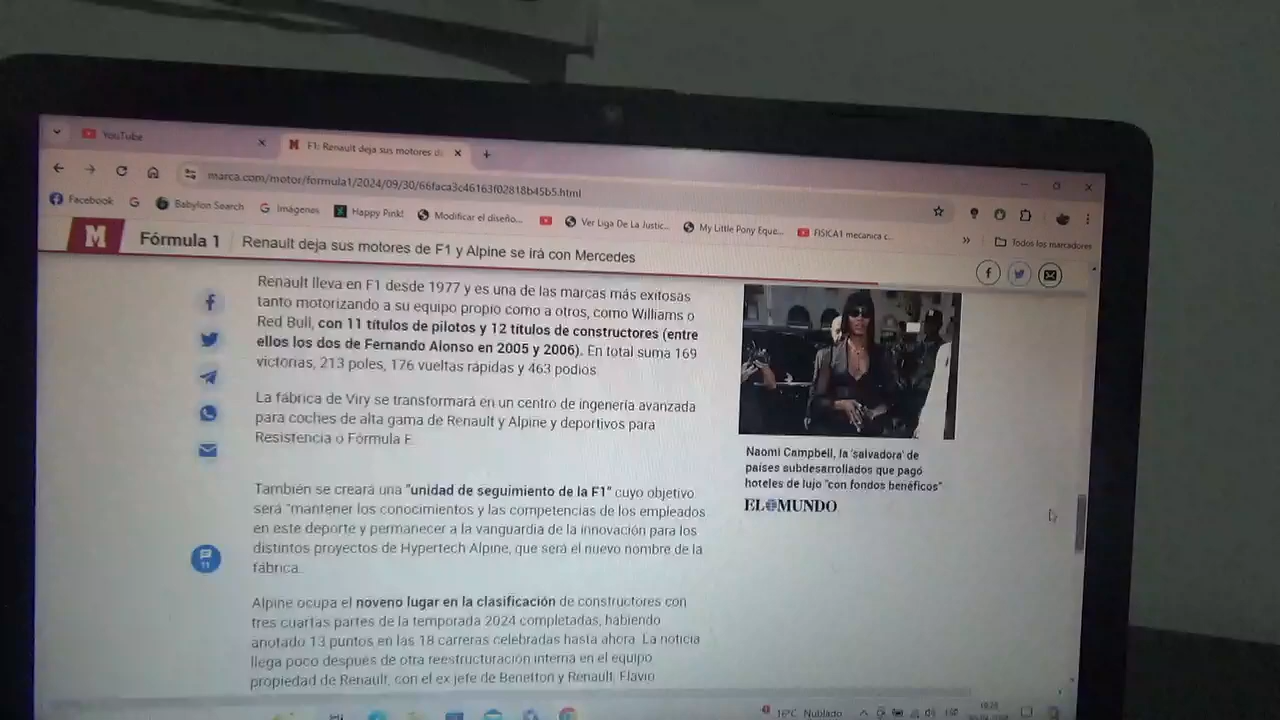 YouTube
F1: Renault deja sus motores d
marca.com/motor/formula1/2024/09/30/66faca3c46163f02818b45b5.html
Facebook
G
Babylon Search
Imágenes
Happy Pink!
Modificar el diseño...
Ver Liga De La Justic...
My Little Pony Eque...
FISICA1 mecanica c...
Todos los marcadores
M
Fórmula 1
Renault deja sus motores de F1 y Alpine se irá con Mercedes
Renault lleva en F1 desde 1977 y es una de las marcas más exitosas
tanto motorizando a su equipo propio como a otros, como Williams o
Red Bull, con 11 títulos de pilotos y 12 títulos de constructores (entre
ellos los dos de Fernando Alonso en 2005 y 2006). En total suma 169
victorias, 213 poles, 176 vueltas rápidas y 463 podios
La fábrica de Viry se transformará en un centro de ingeniería avanzada
para coches de alta gama de Renault y Alpine y deportivos para
Resistencia o Fórmula E
También se creará una "unidad de seguimiento de la F1" cuyo objetivo
será "mantener los conocimientos y las competencias de los empleados
en este deporte y permanecer a la vanguardia de la innovación para los
distintos proyectos de Hypertech Alpine, que será el nuevo nombre de la
fábrica.
11
Alpine ocupa el noveno lugar en la clasificación de constructores con
tres cuartas partes de la temporada 2024 completadas, habiendo
anotado 13 puntos en las 18 carreras celebradas hasta ahora. La noticia
llega poco después de otra reestructuración interna en el equipo
propiedad de Renault, con el ex jefe de Benetton y Renault, Flavio
Naomi Campbell, la 'salvadora' de
países subdesarrollados que pagó
hoteles de lujo "con fondos benéficos"
EL MUNDO
16°C Nublado